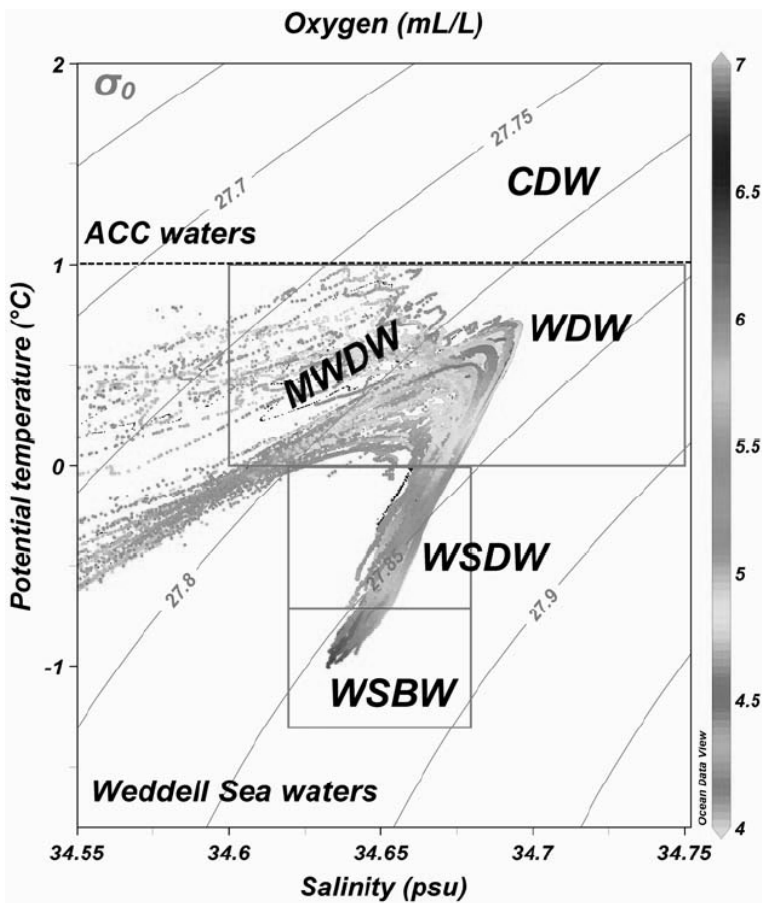 Oxygen (mL/L)
σ0
27.7
27.75
CDW
ACC waters
WDW
MWDW
WSDW
27.85
27.8
27.9
WSBW
Weddell Sea waters
Potential temperature (°C)
2
1
0
-1
34.55
34.6
34.65
34.7
34.75
Salinity (psu)
7
6.5
6
5.5
5
4.5
4
Ocean Data View